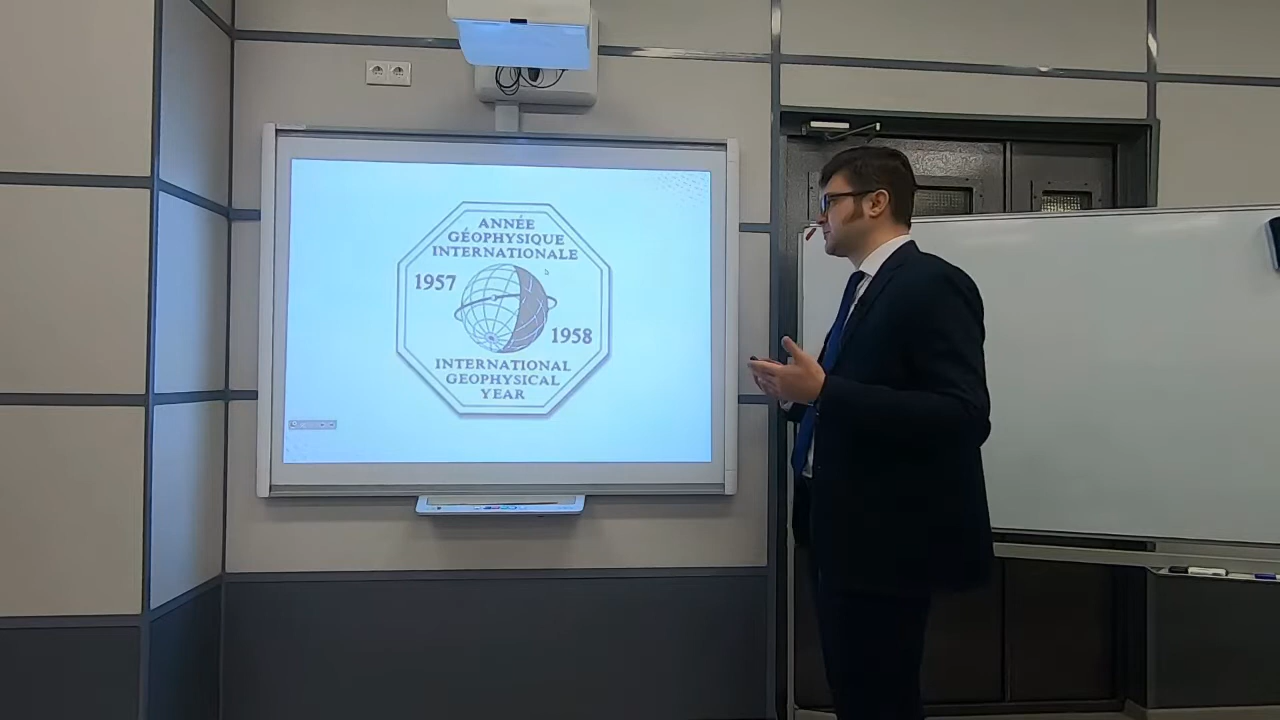 ANNÉE
GÉOPHYSIQUE
INTERNATIONALE
1957
1958
INTERNATIONAL
GEOPHYSICAL
YEAR